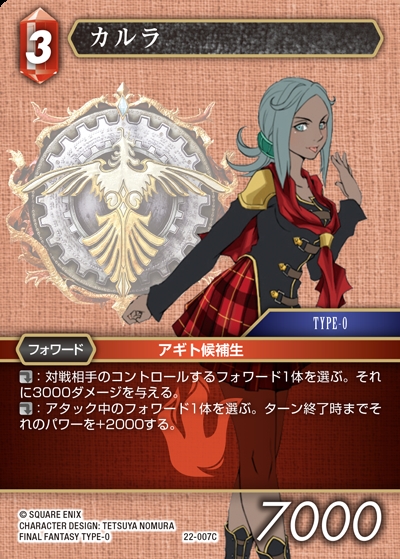 3
カルラ
TYPE-0
フォワード
アギト候補生
：対戦相手のコントロールするフォワード1体を選ぶ。それ
に3000ダメージを与える。
：アタック中のフォワード1体を選ぶ。ターン終了時までそ
れのパワーを+2000する。
© SQUARE ENIX
CHARACTER DESIGN: TETSUYA NOMURA
FINAL FANTASY TYPE-0
22-007C
7000